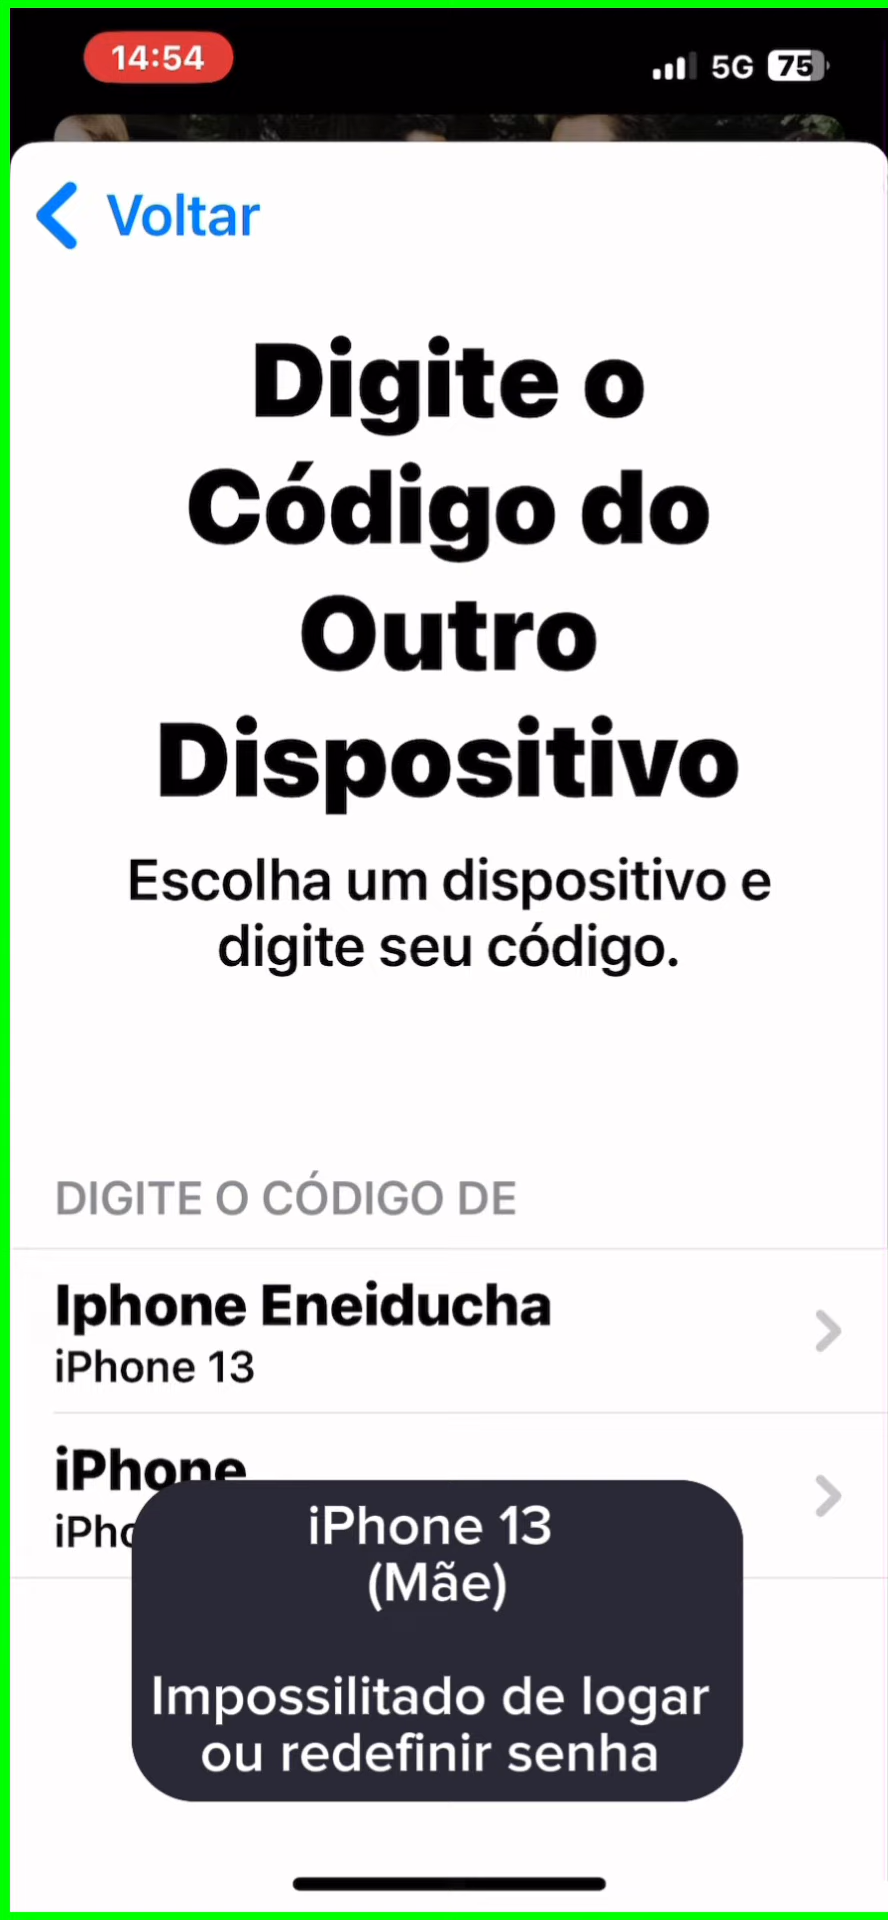 14:54
5G
75
Voltar
Digite o
Código do
Outro
Dispositivo
Escolha um dispositivo e
digite seu código.
DIGITE O CÓDIGO DE
Iphone Eneiducha
iPhone 13
iPhone
iPhone 13
(Mãe)
Impossilitado de logar
ou redefinir senha